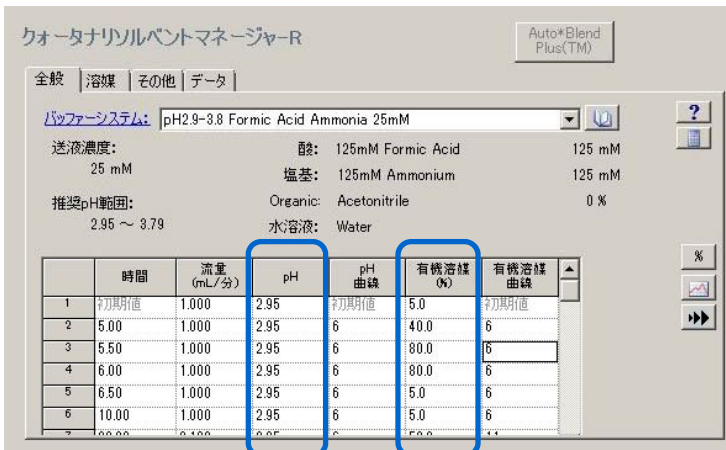 クォータナリソルベントマネージャ-R
Auto*Blend
Plus(TM)
全般 溶媒 その他 データ
バッファーシステム: pH2.9-3.8 Formic Acid Ammonia 25mM
?
送液濃度: 酸: 125mM Formic Acid 125 mM
25 mM 塩基: 125mM Ammonium 125 mM
推奨pH範囲: Organic: Acetonitrile 0 %
2.95 ～ 3.79 水溶液: Water
%
時間 流量 (mL/分) pH pH 曲線 有機溶媒 (%) 有機溶媒 曲線
1 初期値 1.000 2.95 初期値 5.0 初期値
2 5.00 1.000 2.95 6 40.0 6
3 5.50 1.000 2.95 6 80.0 6
4 6.00 1.000 2.95 6 80.0 6
5 6.50 1.000 2.95 6 5.0 6
6 10.00 1.000 2.95 6 5.0 6